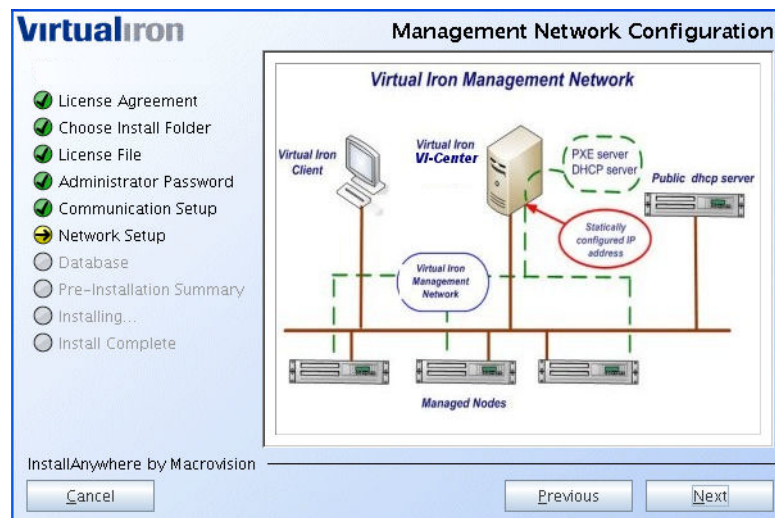 Virtualiron
Management Network Configuration
License Agreement
Choose Install Folder
License File
Administrator Password
Communication Setup
Network Setup
Database
Pre-Installation Summary
Installing...
Install Complete
Virtual Iron Management Network
Virtual Iron
Client
Virtual Iron
VI-Center
PXE server
DHCP server
Public dhcp server
Statically
configured IP
address
Virtual Iron
Management
Network
Managed Nodes
InstallAnywhere by Macrovision
Cancel
Previous
Next